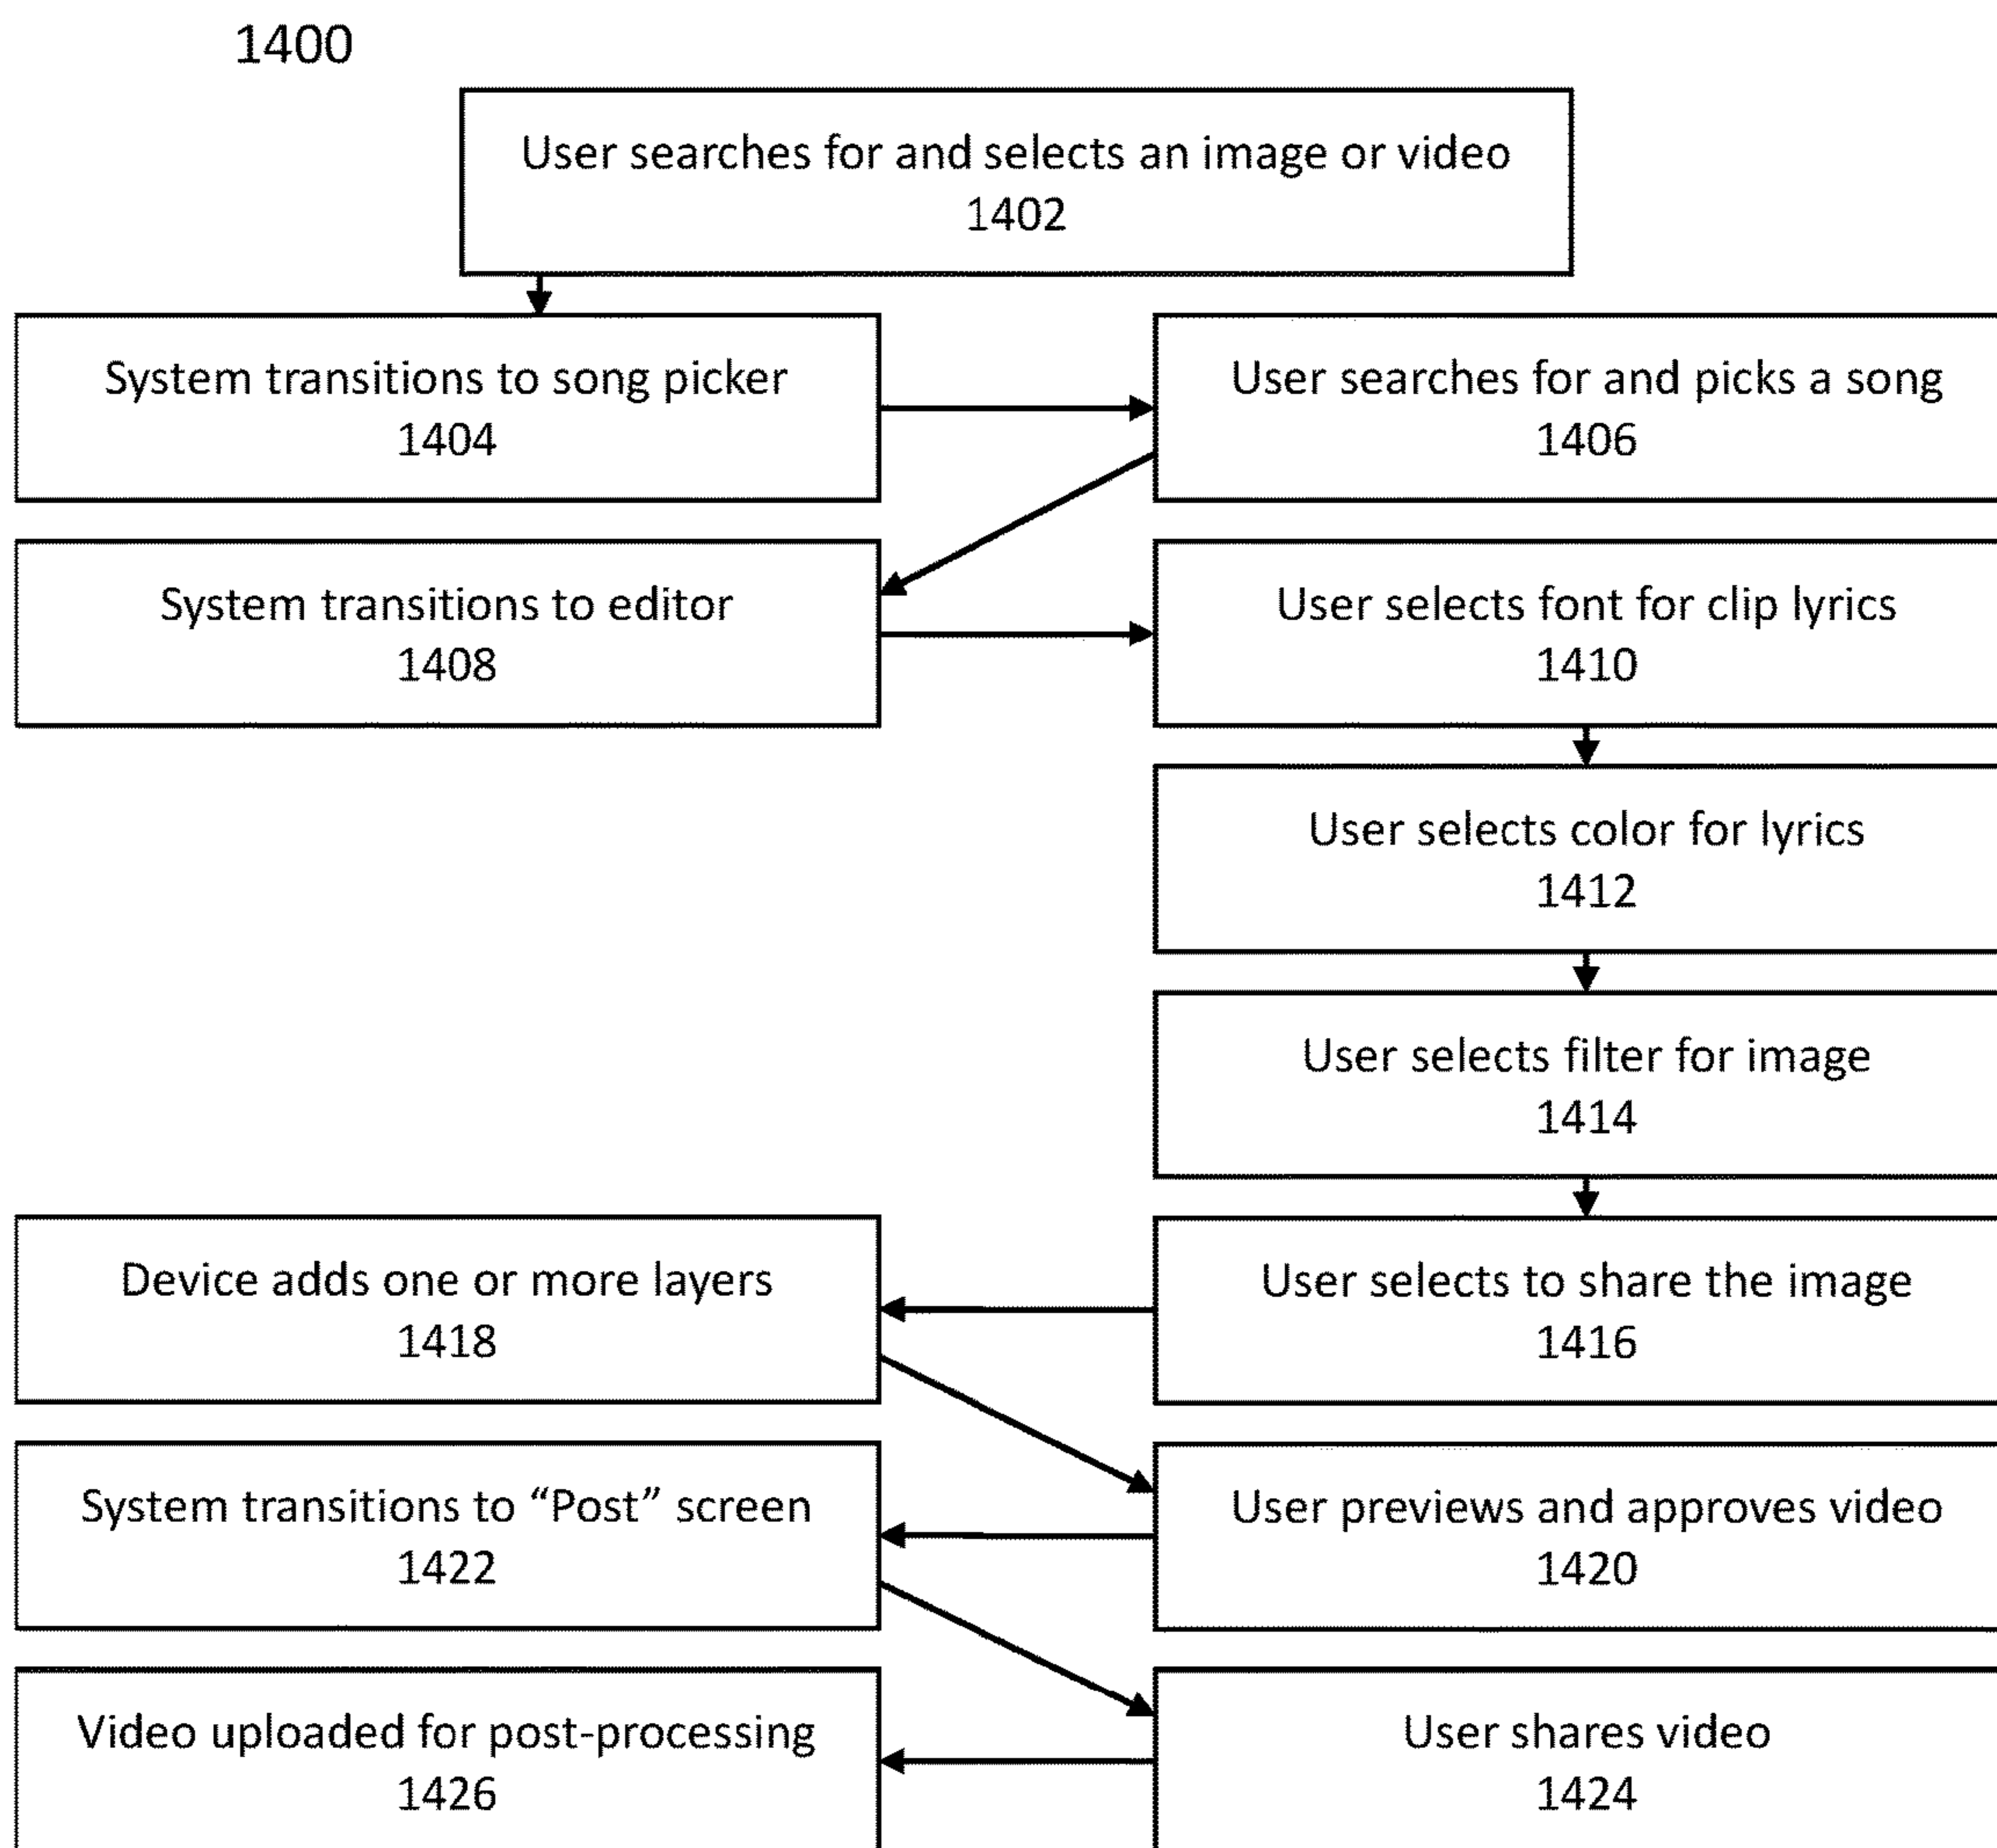 1400
User searches for and selects an image or video
1402
System transitions to song picker
1404
User searches for and picks a song
1406
System transitions to editor
1408
User selects font for clip lyrics
1410
User selects color for lyrics
1412
User selects filter for image
1414
User selects to share the image
1416
Device adds one or more layers
1418
User previews and approves video
1420
System transitions to “Post” screen
1422
User shares video
1424
Video uploaded for post-processing
1426